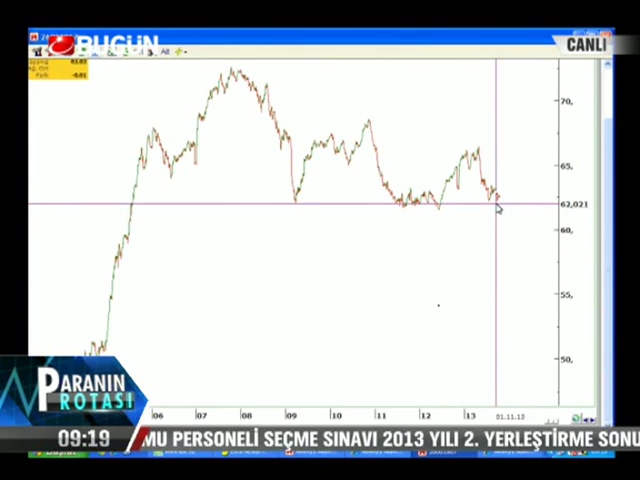 BUGÜN
CANLI
70,
65,
62,021
60,
55,
50,
06 07 08 09 10 11 12 13 01.11.13
PARANIN
ROTASI
09:19 MU PERSONELİ SEÇME SINAVI 2013 YILI 2. YERLEŞTİRME SONU